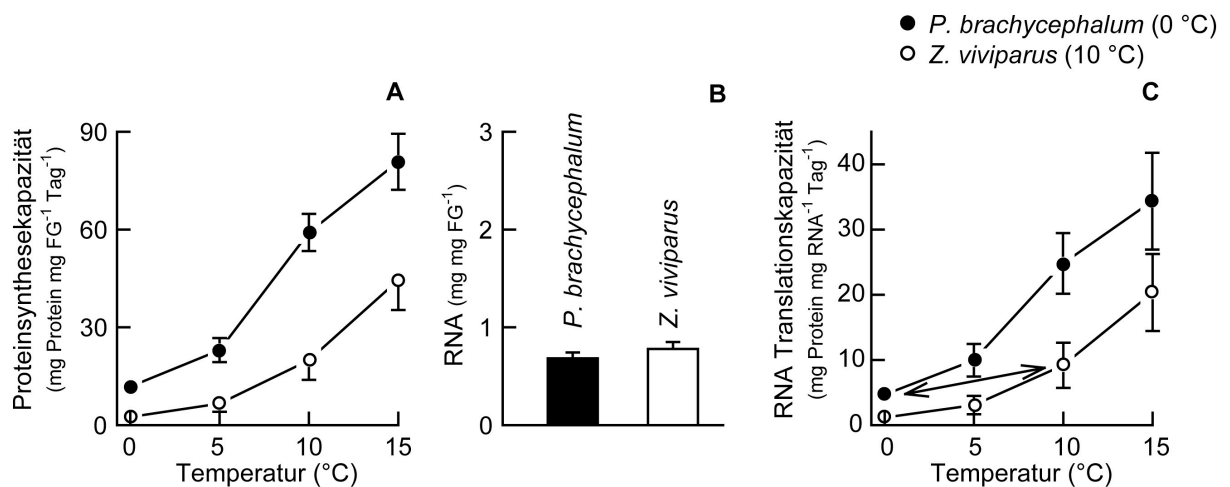 P. brachycephalum (0 °C)
Z. viviparus (10 °C)
A
Proteinsynthesekapazität
(mg Protein mg FG⁻¹ Tag⁻¹)
90
60
30
0
0 5 10 15
Temperatur (°C)
B
RNA (mg mg FG⁻¹)
3
2
1
0
P. brachycephalum
Z. viviparus
C
RNA Translationskapazität
(mg Protein mg RNA⁻¹ Tag⁻¹)
40
30
20
10
0
0 5 10 15
Temperatur (°C)